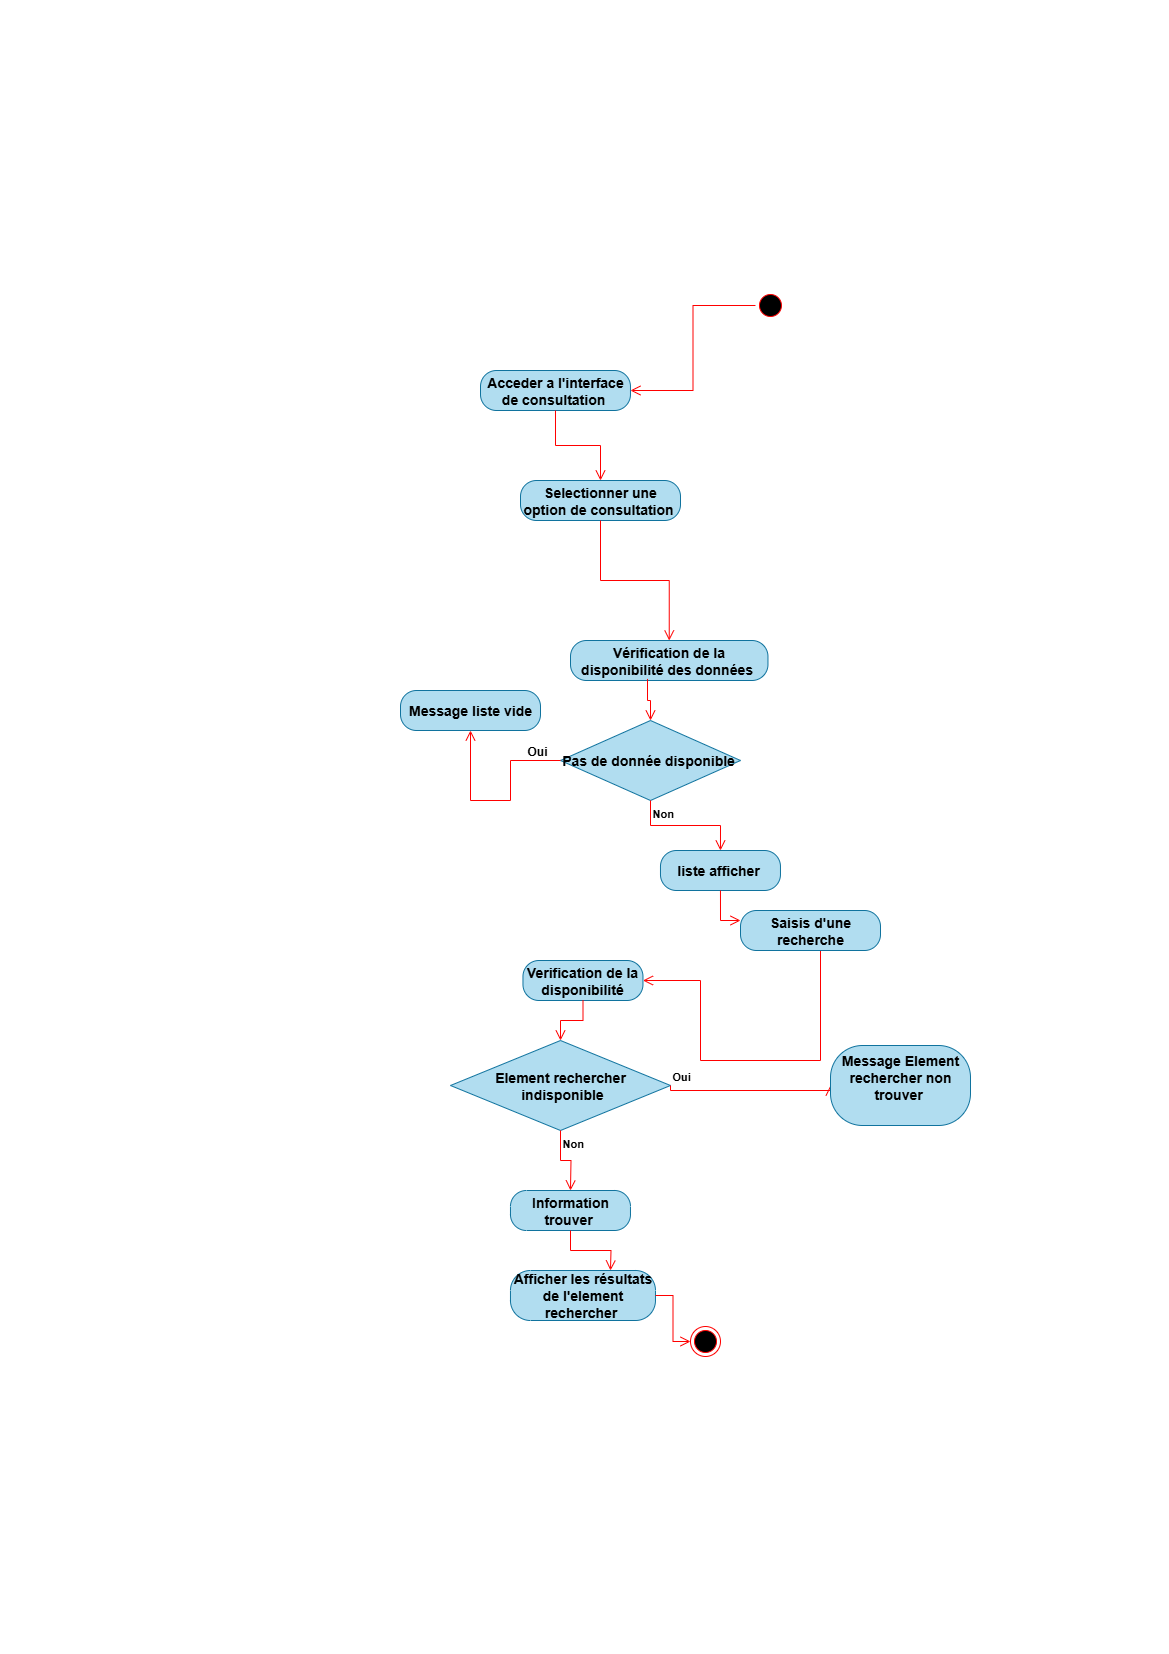 Acceder a l'interface
de consultation
Selectionner une
option de consultation
Vérification de la
disponibilité des données
Message liste vide
Oui
Pas de donnée disponible
Non
liste afficher
Saisis d'une
recherche
Verification de la
disponibilité
Element rechercher
indisponible
Oui
Message Element
rechercher non
trouver
Non
Information
trouver
Afficher les résultats
de l'element
rechercher